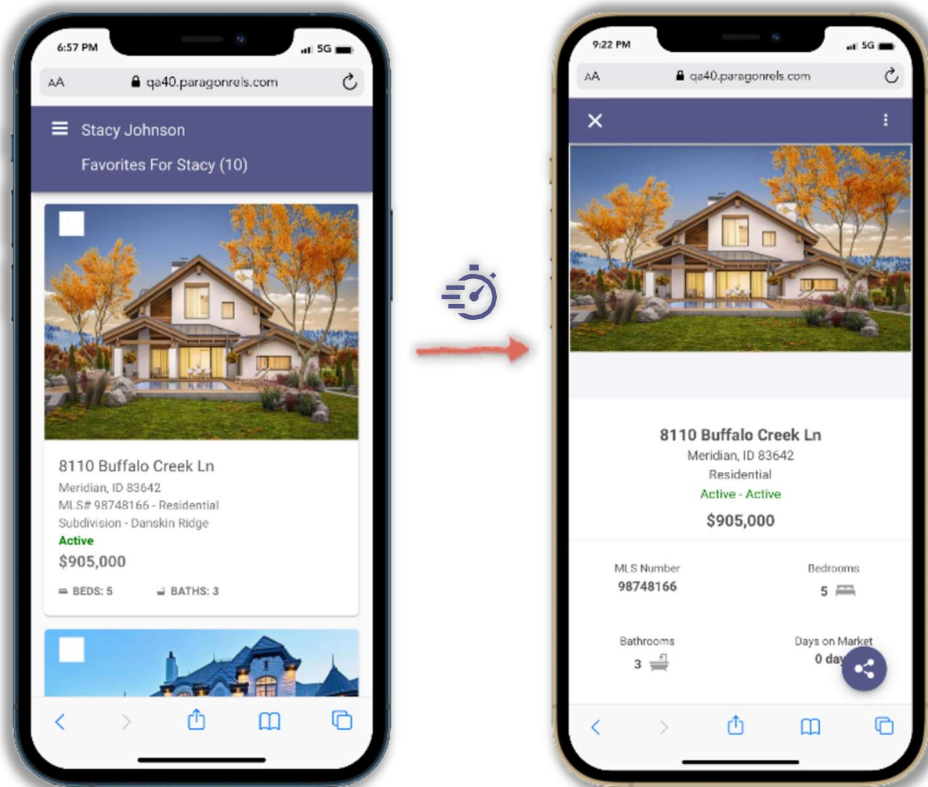 6:57 PM
5G
AA
qa40.paragonrels.com
Stacy Johnson
Favorites For Stacy (10)
8110 Buffalo Creek Ln
Meridian, ID 83642
MLS# 98748166 - Residential
Subdivision - Danskin Ridge
Active
$905,000
BEDS: 5
BATHS: 3
9:22 PM
5G
AA
qa40.paragonrels.com
8110 Buffalo Creek Ln
Meridian, ID 83642
Residential
Active - Active
$905,000
MLS Number
98748166
Bedrooms
5
Bathrooms
3
Days on Market
0